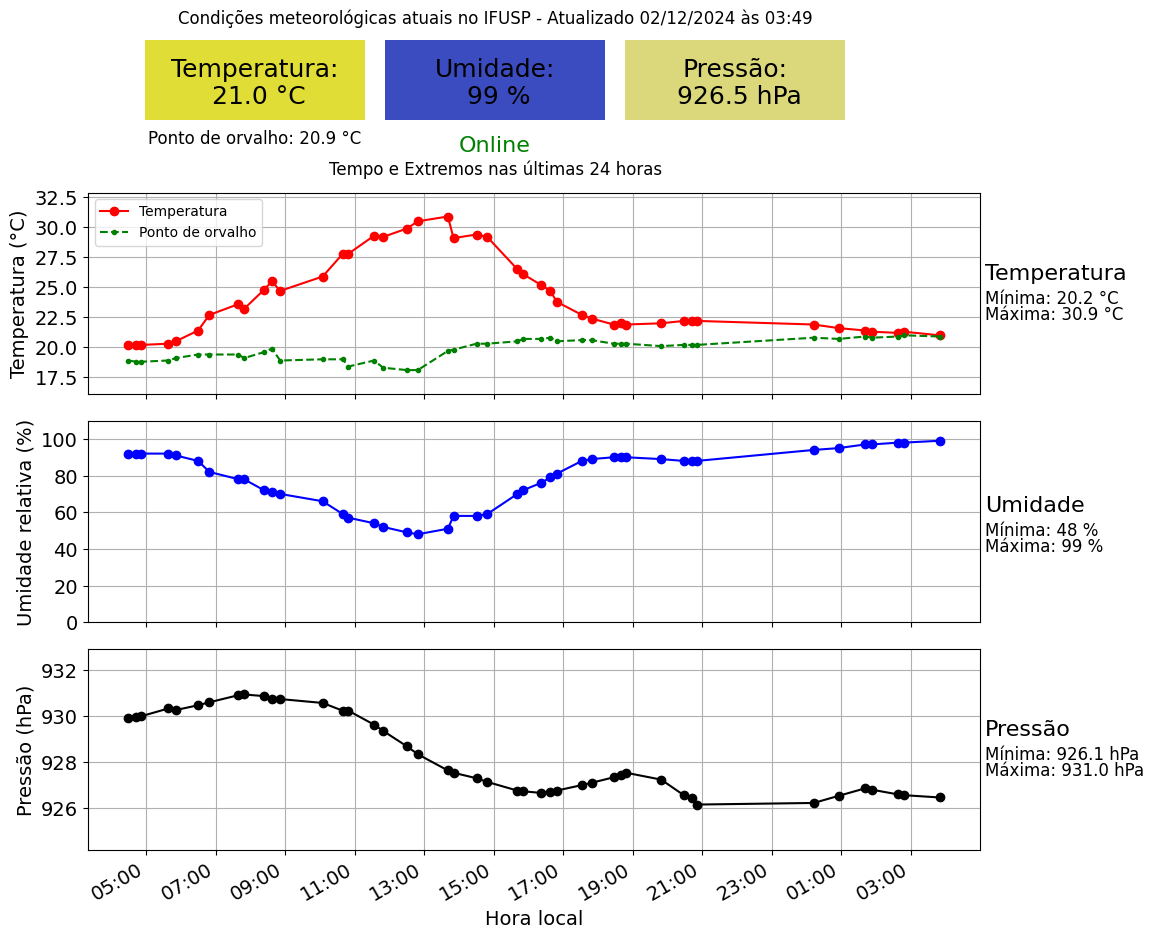 Condições meteorológicas atuais no IFUSP - Atualizado 02/12/2024 às 03:49
Temperatura:
21.0 °C
Umidade:
99 %
Pressão:
926.5 hPa
Ponto de orvalho: 20.9 °C
Online
Tempo e Extremos nas últimas 24 horas
Temperatura (°C)
32.5
30.0
27.5
25.0
22.5
20.0
17.5
Temperatura
Ponto de orvalho
Temperatura
Mínima: 20.2 °C
Máxima: 30.9 °C
Umidade relativa (%)
100
80
60
40
20
0
Umidade
Mínima: 48 %
Máxima: 99 %
Pressão (hPa)
932
930
928
926
Pressão
Mínima: 926.1 hPa
Máxima: 931.0 hPa
05:00 07:00 09:00 11:00 13:00 15:00 17:00 19:00 21:00 23:00 01:00 03:00
Hora local